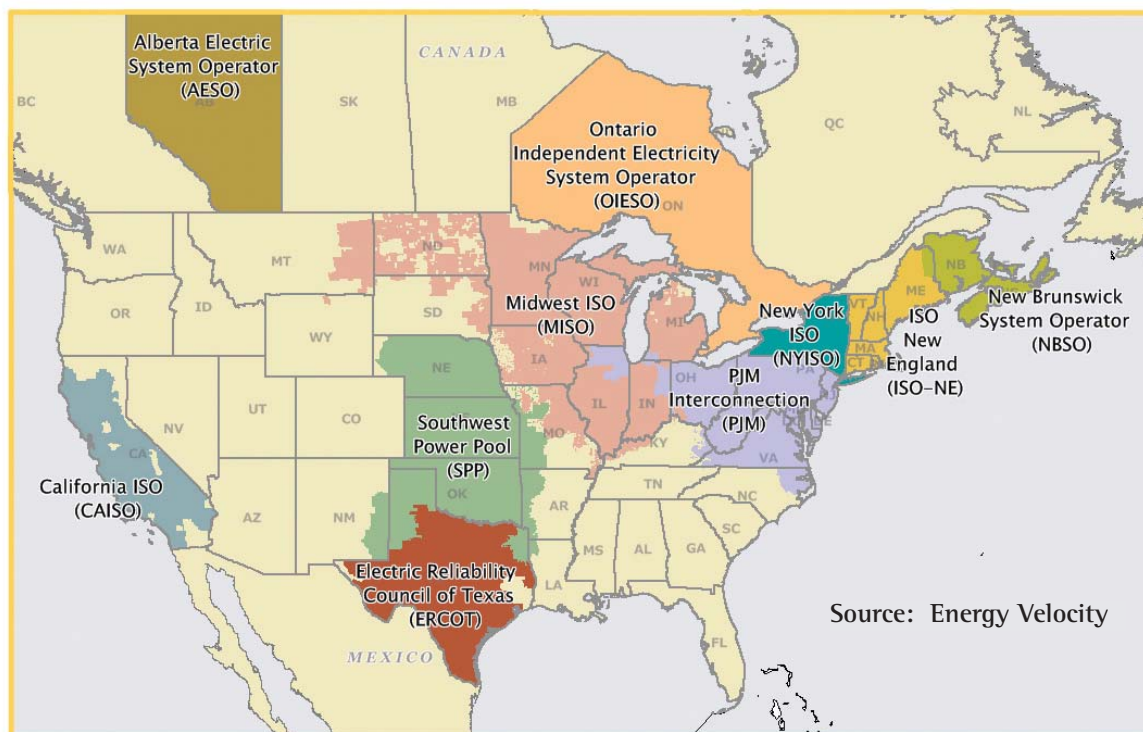 Alberta Electric
System Operator
(AESO)
AB
CANADA
BC
SK
MB
Ontario
Independent Electricity
System Operator
(OIESO)
ON
QC
NL
WA
MT
ND
MN
OR
ID
WI
Midwest ISO
(MISO)
MI
SD
WY
IA
NE
New York
ISO
(NYISO)
VT
NH
MA
CT
ME
ISO
New
England
(ISO-NE)
NB
New Brunswick
System Operator
(NBSO)
PJM
Interconnection
(PJM)
OH
PA
DE
VA
IL
IN
MO
KY
NV
UT
CO
CA
California ISO
(CAISO)
Southwest
Power Pool
(SPP)
OK
AZ
NM
AR
TN
NC
SC
MS
AL
GA
LA
FL
Electric Reliability
Council of Texas
(ERCOT)
MEXICO
Source: Energy Velocity